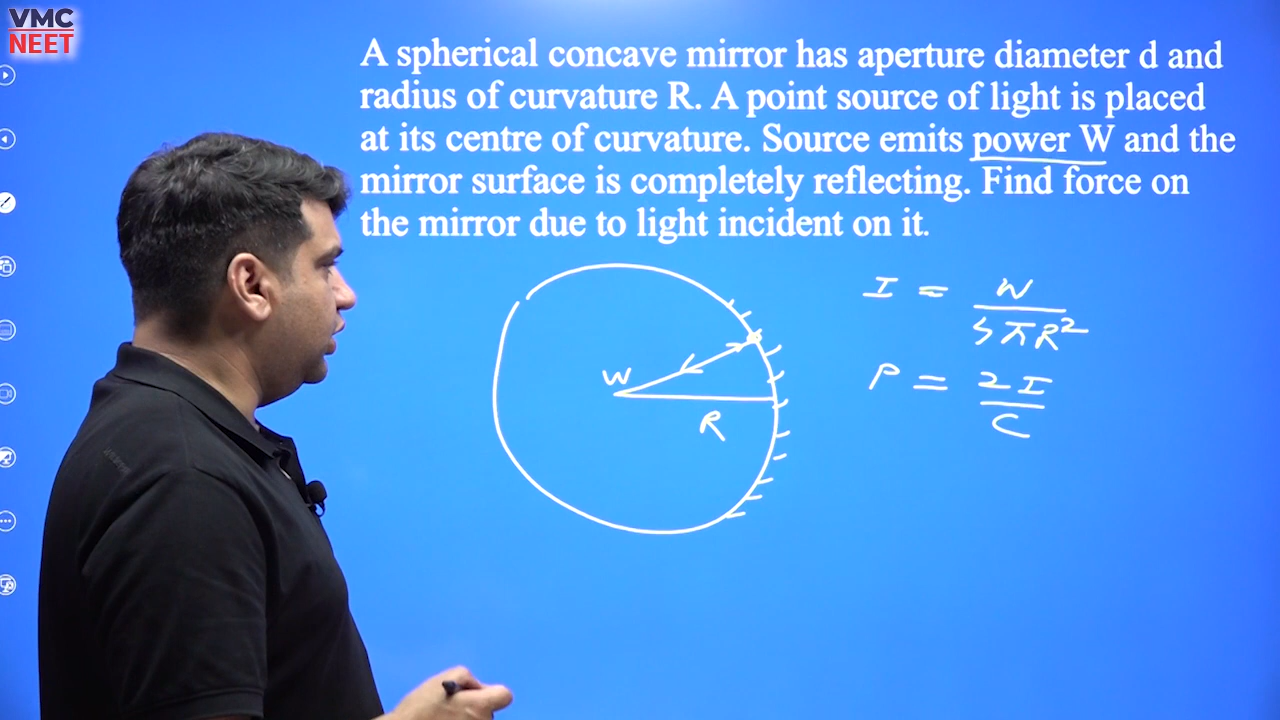 VMC
NEET
A spherical concave mirror has aperture diameter d and
radius of curvature R. A point source of light is placed
at its centre of curvature. Source emits power W and the
mirror surface is completely reflecting. Find force on
the mirror due to light incident on it.
I = W / 4πR²
P = 2I / C
W
R